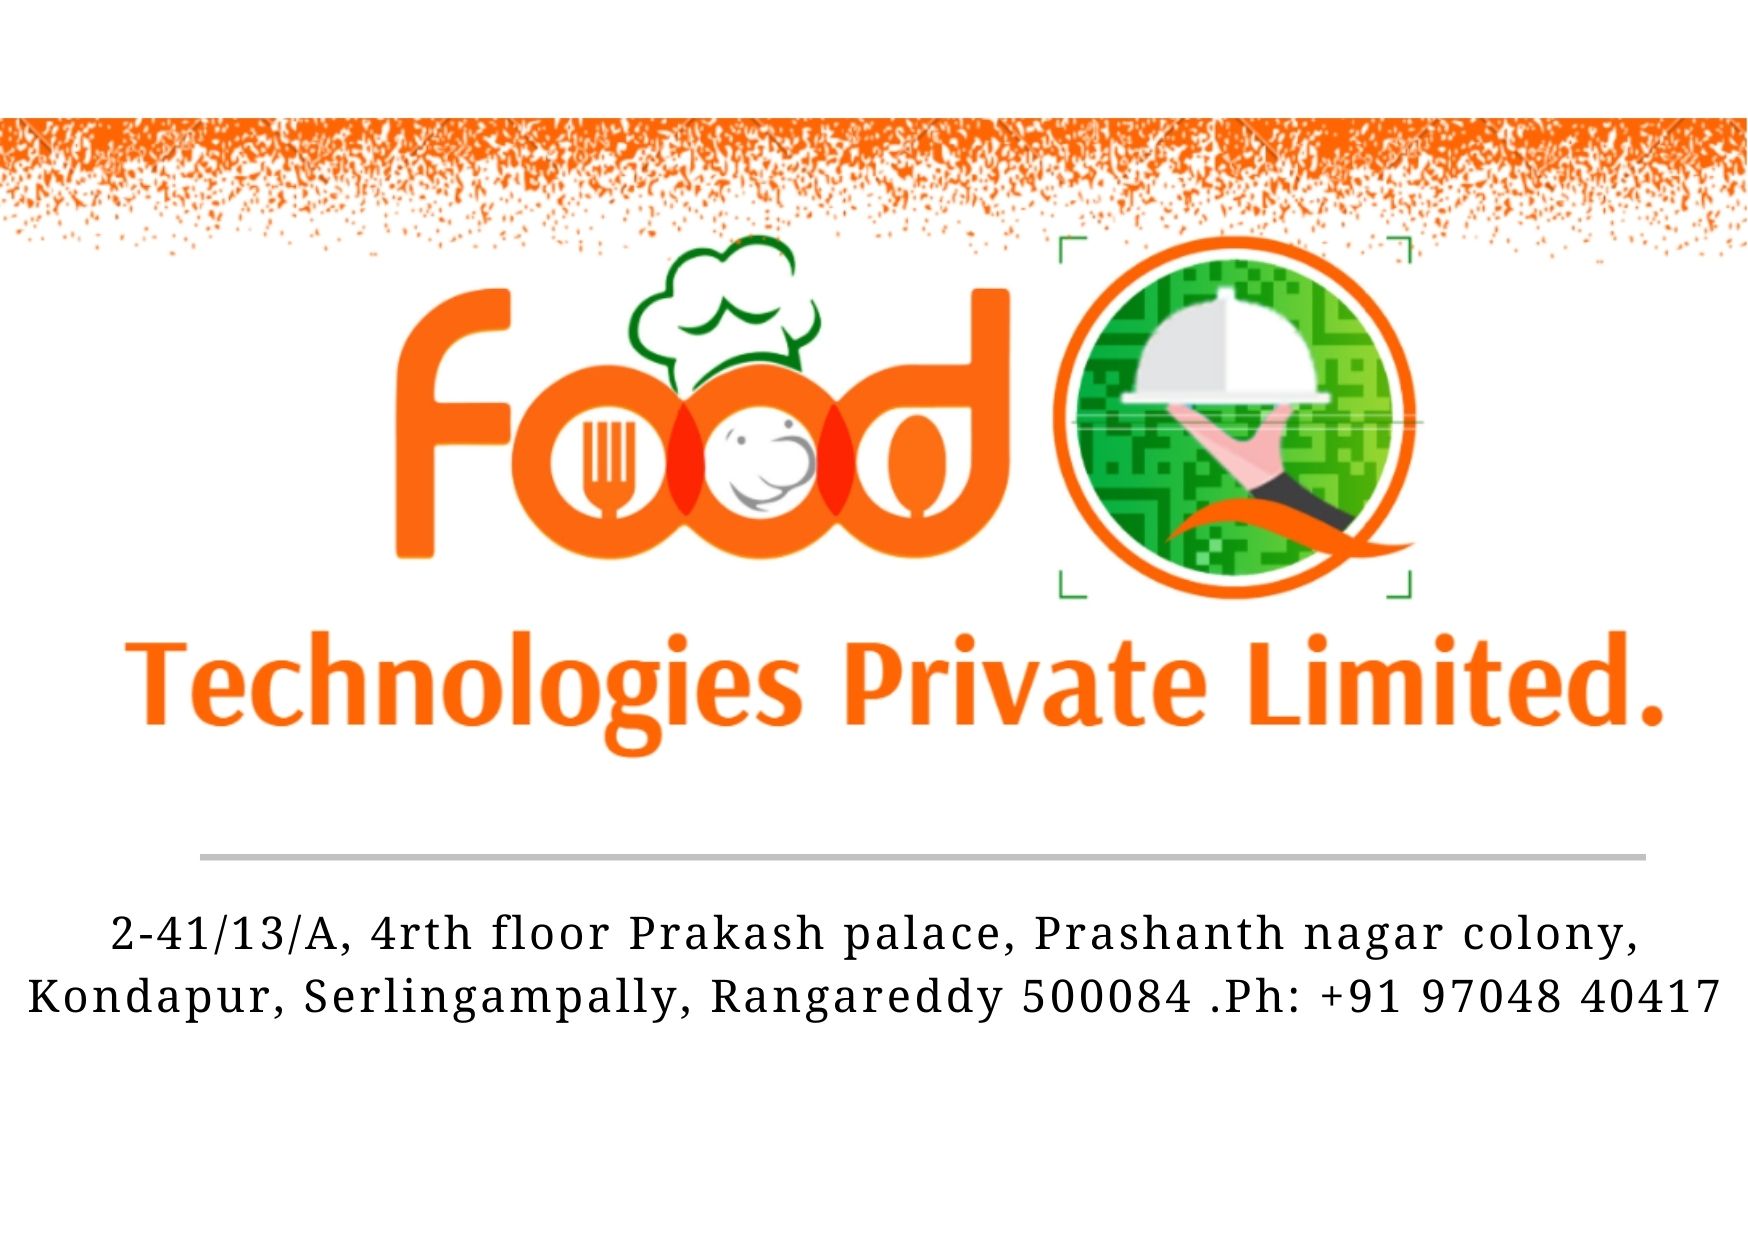 food Q
Technologies Private Limited.
2-41/13/A, 4rth floor Prakash palace, Prashanth nagar colony,
Kondapur, Serlingampally, Rangareddy 500084 .Ph: +91 97048 40417